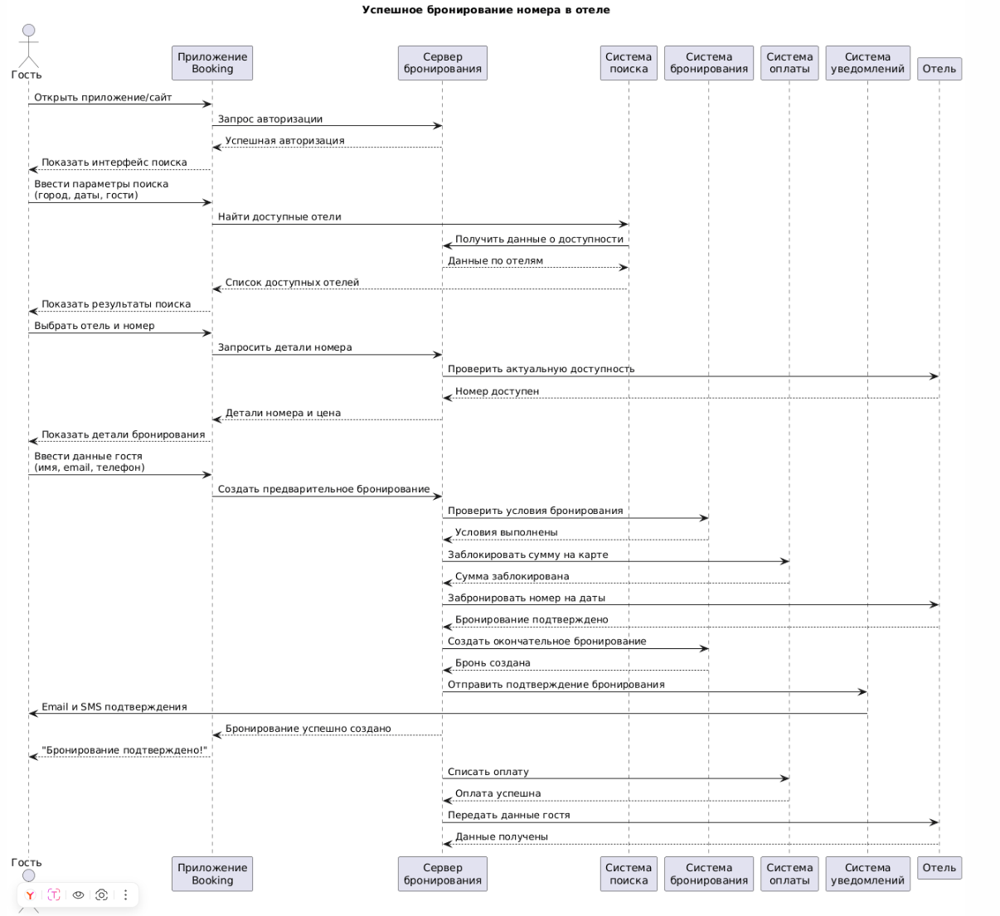 Успешное бронирование номера в отеле
Гость
Приложение
Booking
Сервер
бронирования
Система
поиска
Система
бронирования
Система
оплаты
Система
уведомлений
Отель
Открыть приложение/сайт
Запрос авторизации
Успешная авторизация
Показать интерфейс поиска
Ввести параметры поиска
(город, даты, гости)
Найти доступные отели
Получить данные о доступности
Данные по отелям
Список доступных отелей
Показать результаты поиска
Выбрать отель и номер
Запросить детали номера
Проверить актуальную доступность
Номер доступен
Детали номера и цена
Показать детали бронирования
Ввести данные гостя
(имя, email, телефон)
Создать предварительное бронирование
Проверить условия бронирования
Условия выполнены
Заблокировать сумму на карте
Сумма заблокирована
Забронировать номер на даты
Бронирование подтверждено
Создать окончательное бронирование
Бронь создана
Отправить подтверждение бронирования
Email и SMS подтверждения
Бронирование успешно создано
"Бронирование подтверждено!"
Списать оплату
Оплата успешна
Передать данные гостя
Данные получены
Гость
Приложение
Booking
Сервер
бронирования
Система
поиска
Система
бронирования
Система
оплаты
Система
уведомлений
Отель